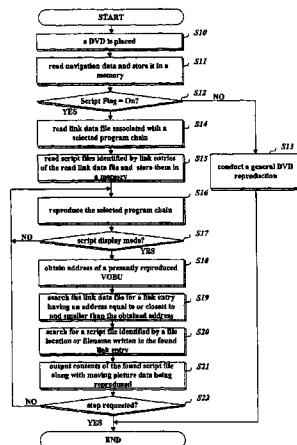 START
S10
a DVD is placed
S11
read navigation data and store it in a memory
S12
Script Flag = On?
NO
YES
S14
read link data file associated with a selected program chain
S15
read script files identified by link entries of the read link data file and store them in a memory
S13
conduct a general DVD reproduction
S16
reproduce the selected program chain
S17
script display mode?
NO
YES
S18
obtain address of a presently reproduced VOBU
S19
search the link data file for a link entry having an address equal to or closest to and smaller than the obtained address
S20
search for a script file identified by a file location or filename written in the found link entry
S21
output contents of the found script file along with moving picture data being reproduced
S22
stop requested?
NO
YES
END